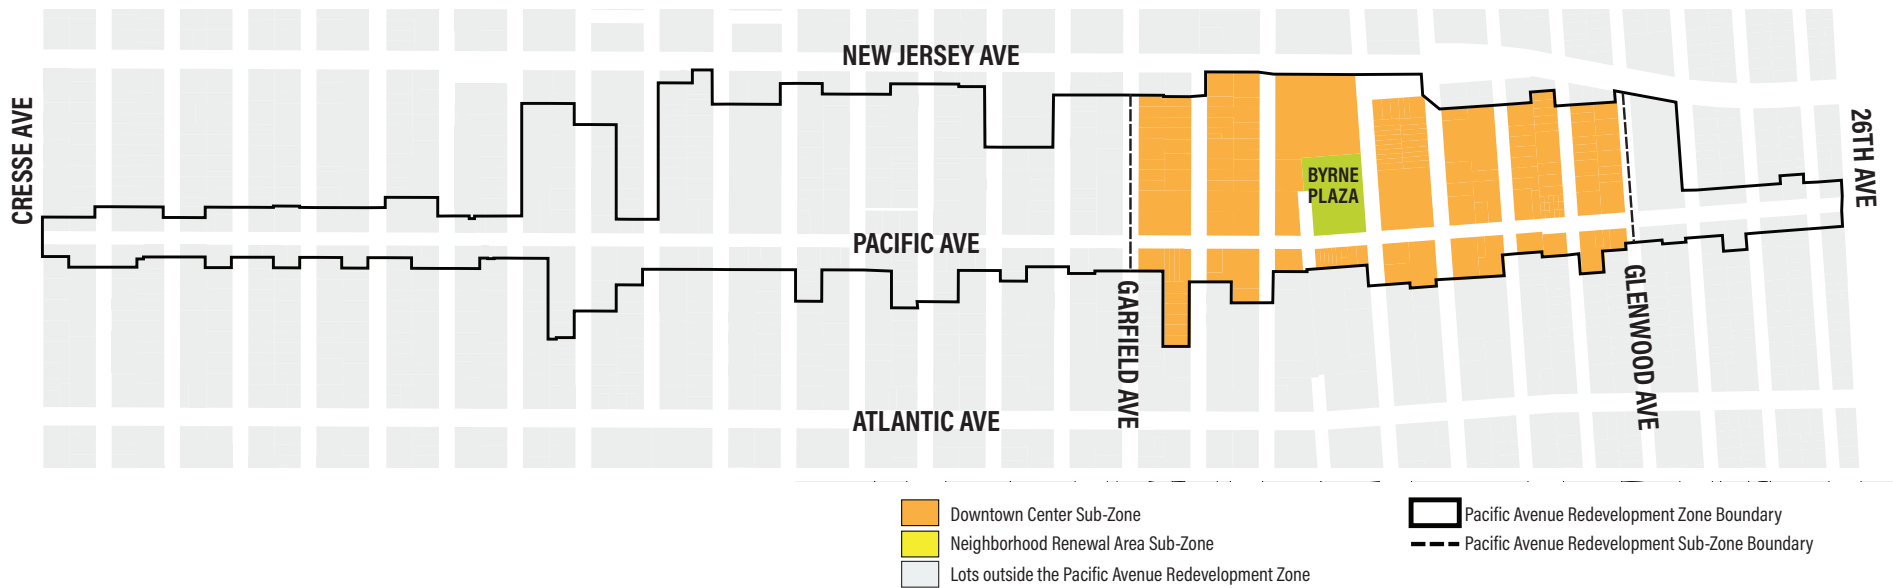 NEW JERSEY AVE
CRESSE AVE
26TH AVE
BYRNE
PLAZA
PACIFIC AVE
GARFIELD AVE
GLENWOOD AVE
ATLANTIC AVE
Downtown Center Sub-Zone
Neighborhood Renewal Area Sub-Zone
Lots outside the Pacific Avenue Redevelopment Zone
Pacific Avenue Redevelopment Zone Boundary
Pacific Avenue Redevelopment Sub-Zone Boundary